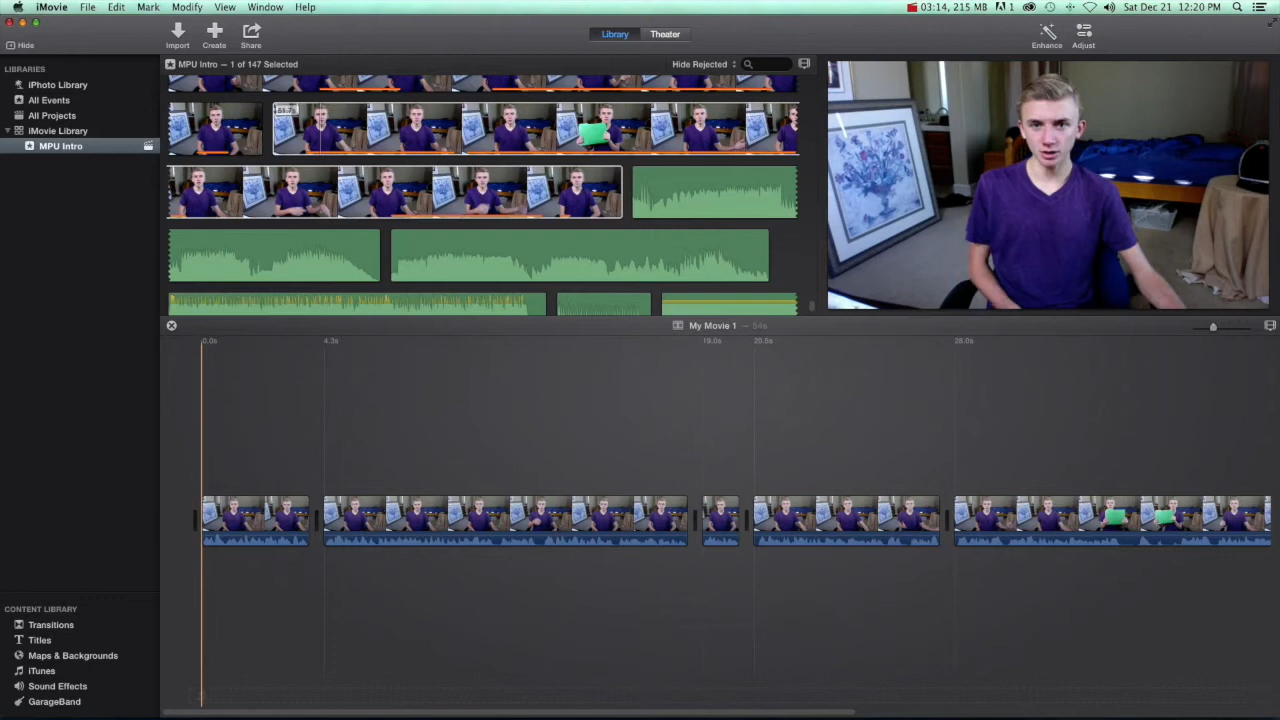 iMovie File Edit Mark Modify View Window Help 03:14, 215 MB 1 Sat Dec 21 12:20 PM
Hide Import Create Share Library Theater Enhance Adjust
LIBRARIES
iPhoto Library
All Events
All Projects
iMovie Library
MPU Intro
MPU Intro — 1 of 147 Selected Hide Rejected
My Movie 1 — 54s
0.0s 4.3s 19.0s 20.5s 28.0s
CONTENT LIBRARY
Transitions
T Titles
Maps & Backgrounds
iTunes
Sound Effects
GarageBand